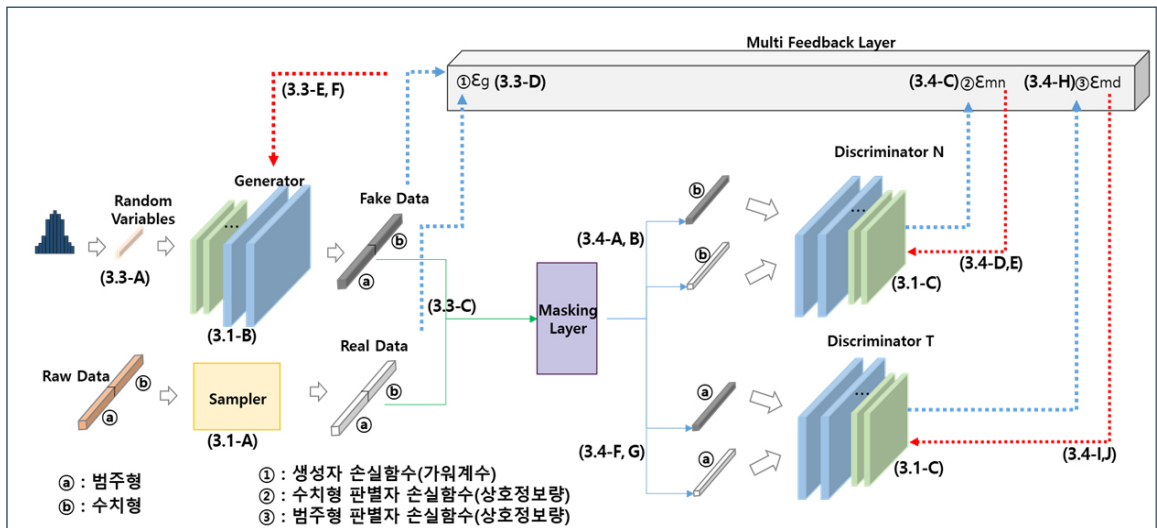 Multi Feedback Layer
①Ɛg (3.3-D)
(3.4-C)②Ɛmn
(3.4-H)③Ɛmd
(3.3-E, F)
Discriminator N
Generator
Random
Variables
Fake Data
...
...
ⓑ
ⓑ
ⓑ
ⓐ
(3.3-A)
(3.4-A, B)
(3.4-D,E)
(3.1-C)
(3.3-C)
Masking
Layer
(3.1-B)
Real Data
Discriminator T
Raw Data
ⓑ
ⓐ
Sampler
ⓑ
ⓐ
(3.1-A)
ⓐ
ⓐ
...
(3.4-F, G)
(3.1-C)
(3.4-I,J)
ⓐ : 범주형
ⓑ : 수치형
① : 생성자 손실함수(가워계수)
② : 수치형 판별자 손실함수(상호정보량)
③ : 범주형 판별자 손실함수(상호정보량)